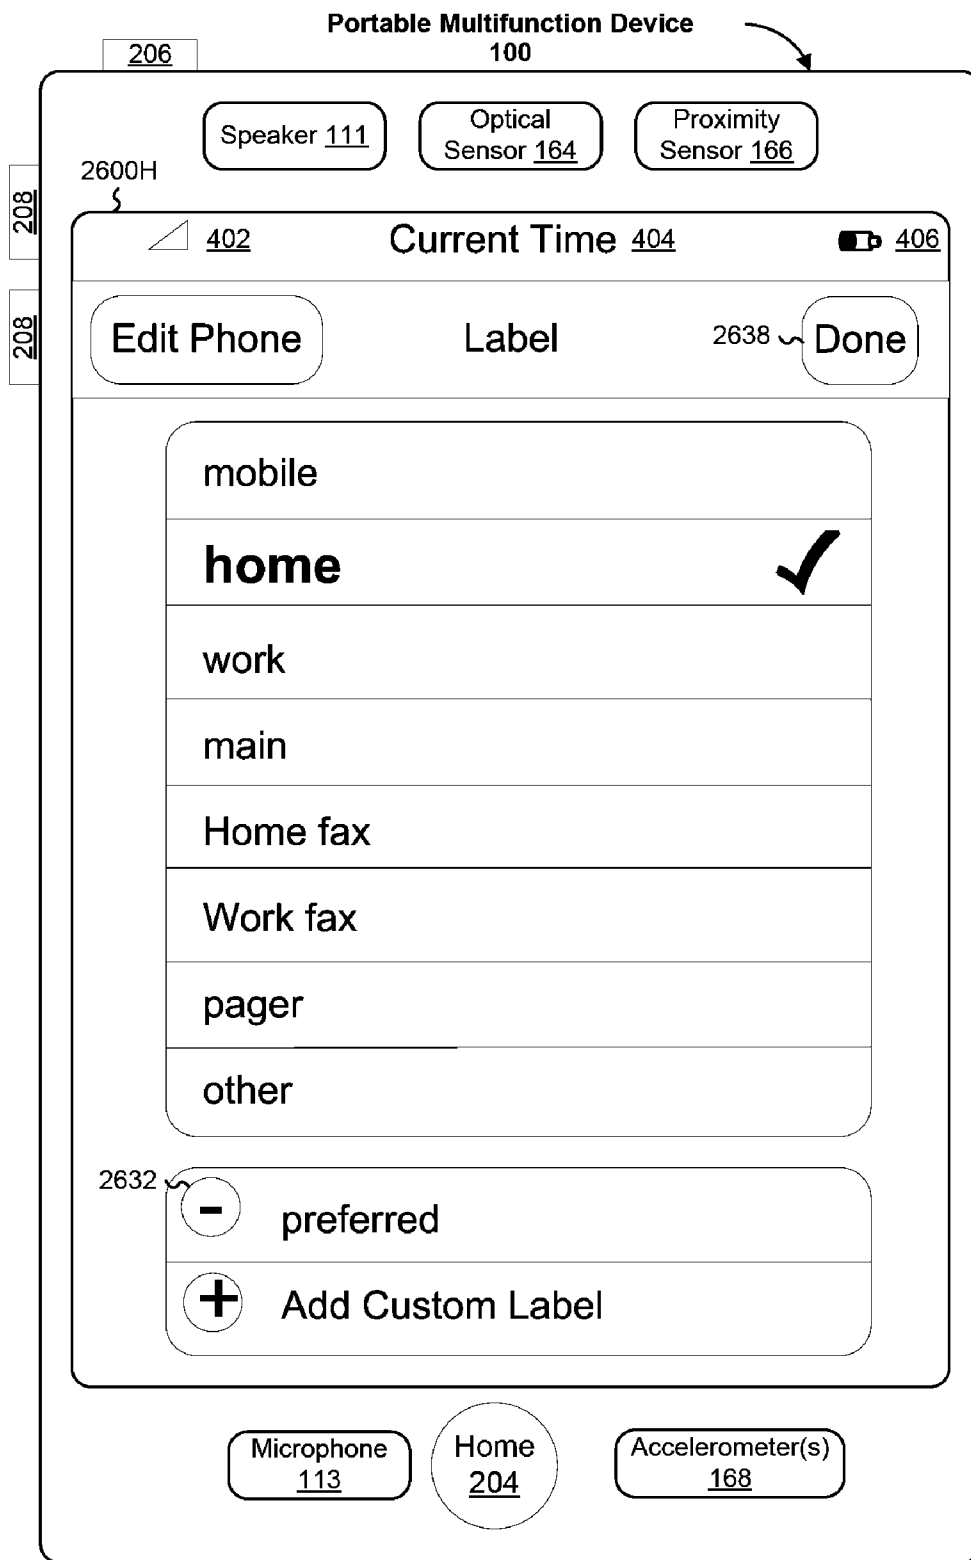 Portable Multifunction Device
100
206
Speaker 111
Optical
Sensor 164
Proximity
Sensor 166
2600H
208
402
Current Time 404
406
208
Edit Phone
Label
2638
Done
mobile
home
work
main
Home fax
Work fax
pager
other
2632
-
preferred
+
Add Custom Label
Microphone
113
Home
204
Accelerometer(s)
168